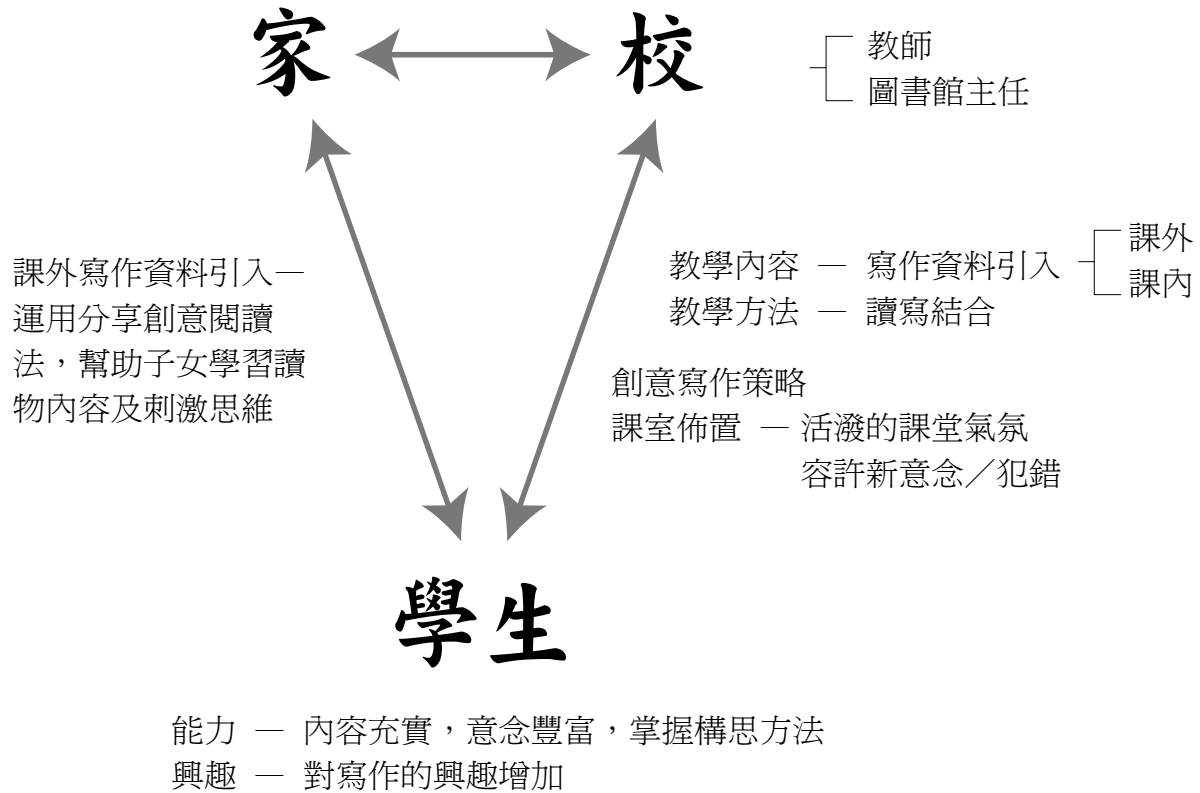 家 校
教師
圖書館主任
課外寫作資料引入—
運用分享創意閱讀
法，幫助子女學習讀
物內容及刺激思維
教學內容 — 寫作資料引入
課外
課內
教學方法 — 讀寫結合
創意寫作策略
課室佈置 — 活潑的課堂氣氛
容許新意念／犯錯
學生
能力 — 內容充實，意念豐富，掌握構思方法
興趣 — 對寫作的興趣增加